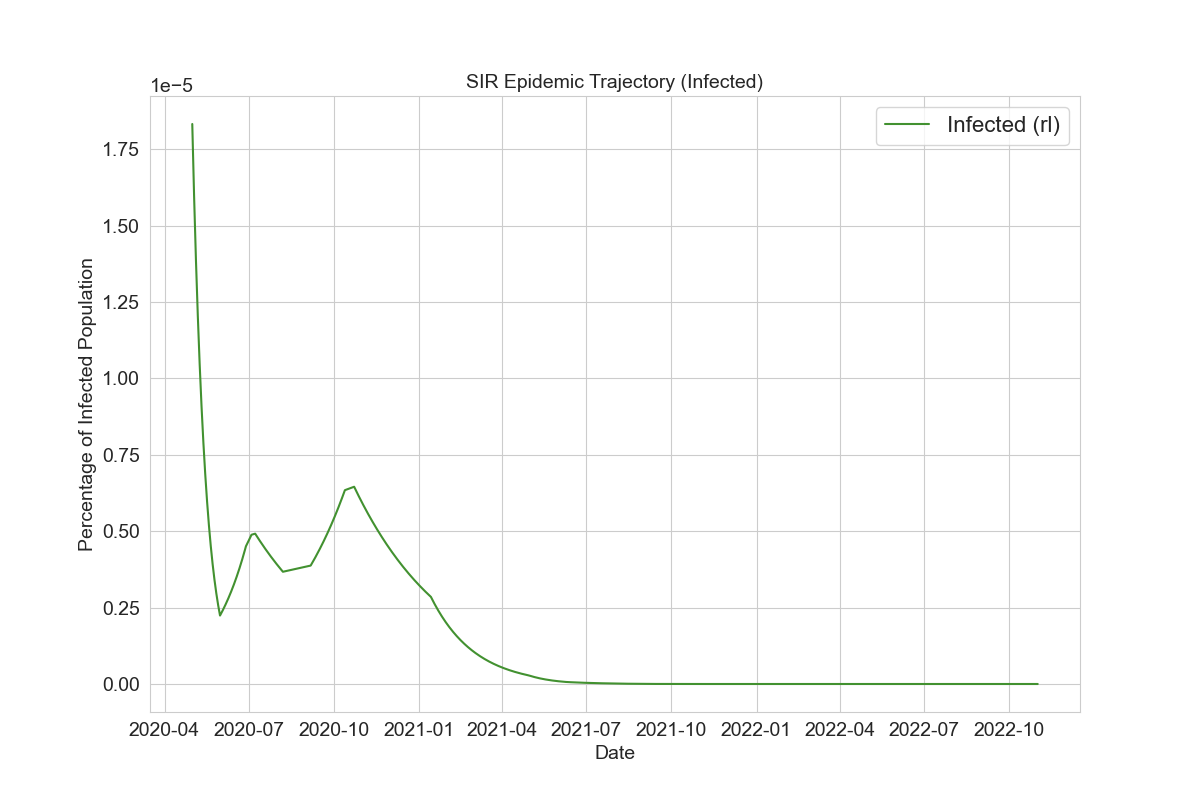 SIR Epidemic Trajectory (Infected)
1e−5
Infected (rl)
1.75
1.50
1.25
1.00
0.75
0.50
0.25
0.00
Percentage of Infected Population
2020-04 2020-07 2020-10 2021-01 2021-04 2021-07 2021-10 2022-01 2022-04 2022-07 2022-10
Date